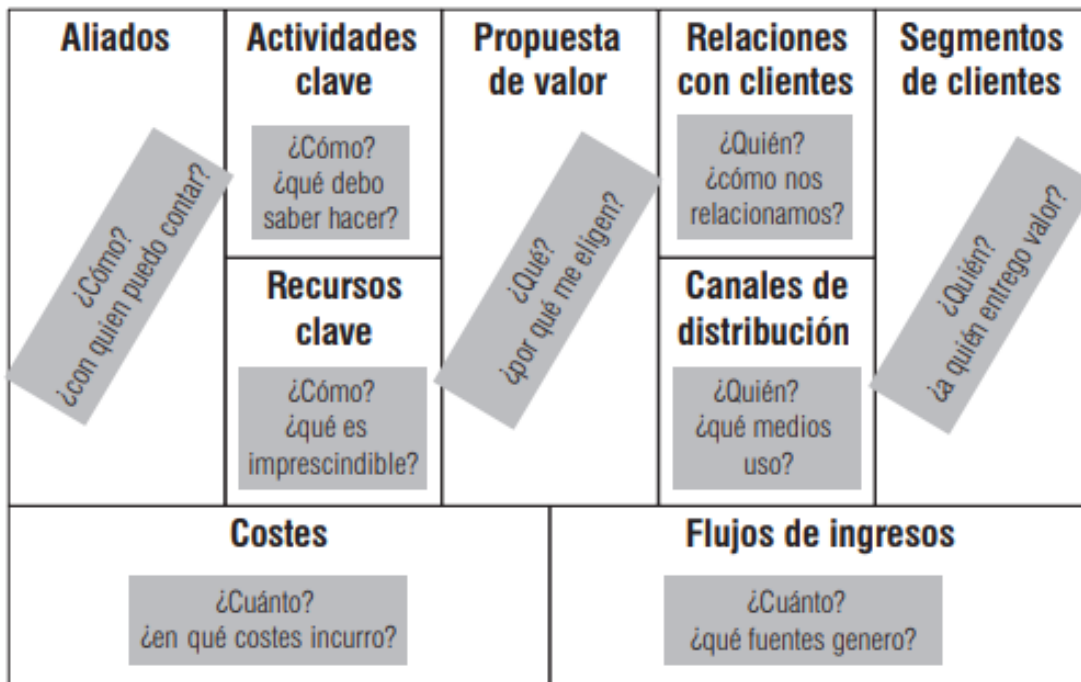 Aliados
¿Cómo?
¿con quien puedo contar?
Actividades
clave
¿Cómo?
¿qué debo
saber hacer?
Recursos
clave
¿Cómo?
¿qué es
imprescindible?
Propuesta
de valor
¿Qué?
¿por qué me eligen?
Relaciones
con clientes
¿Quién?
¿cómo nos
relacionamos?
Canales de
distribución
¿Quién?
¿qué medios
uso?
Segmentos
de clientes
¿Quién?
¿a quién entrego valor?
Costes
¿Cuánto?
¿en qué costes incurro?
Flujos de ingresos
¿Cuánto?
¿qué fuentes genero?